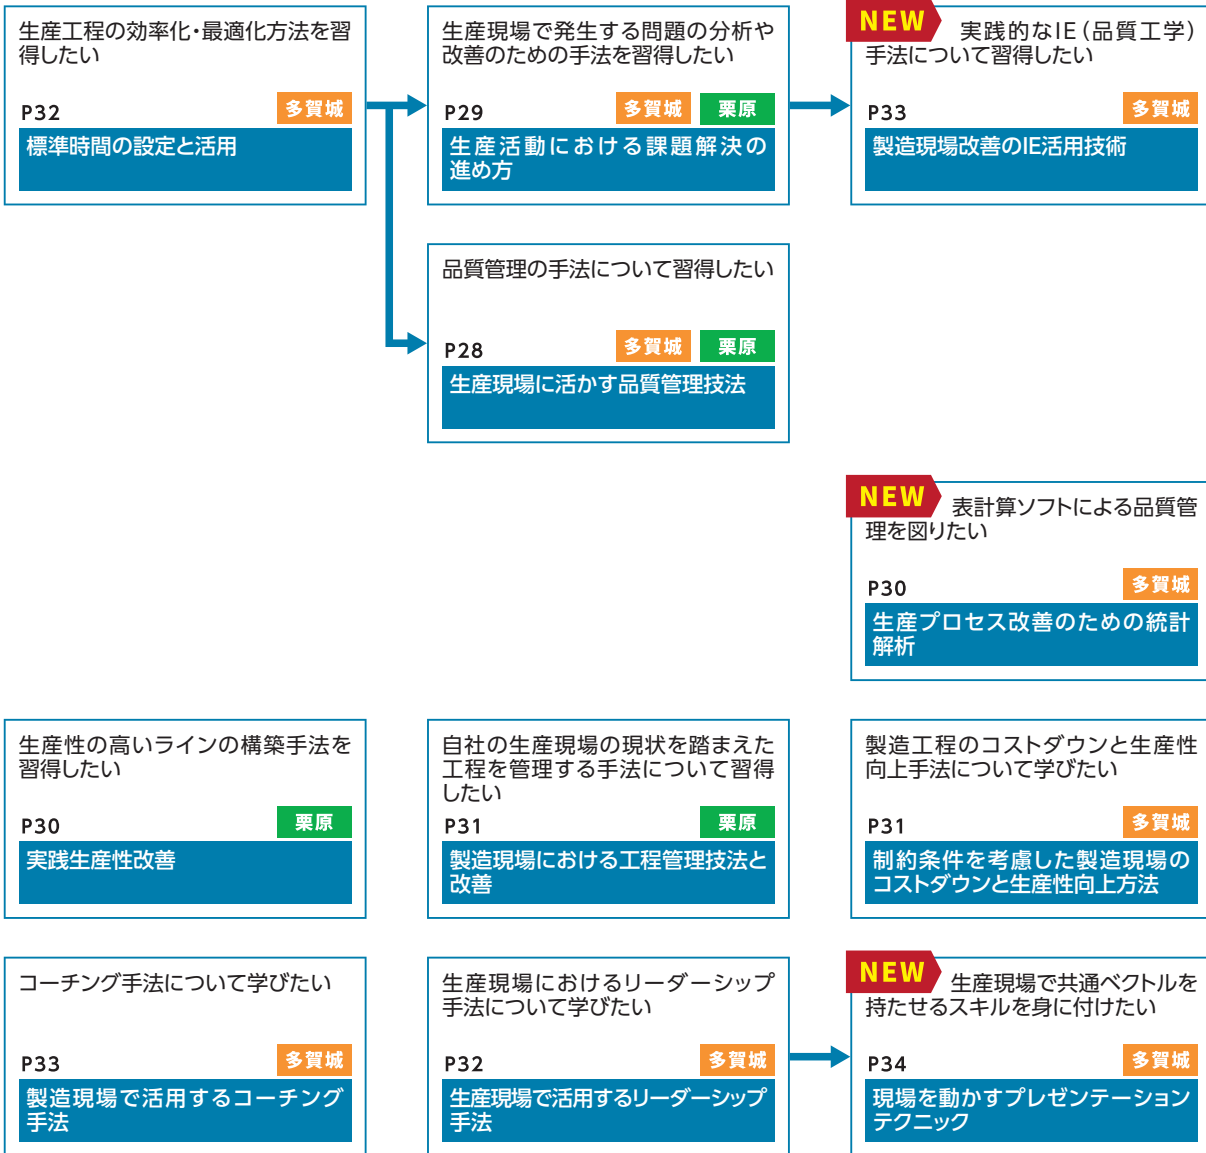 生産工程の効率化・最適化方法を習
得したい
P32
多賀城
標準時間の設定と活用
生産現場で発生する問題の分析や
改善のための手法を習得したい
P29
多賀城
栗原
生産活動における課題解決の
進め方
NEW
実践的なIE（品質工学）
手法について習得したい
P33
多賀城
製造現場改善のIE活用技術
品質管理の手法について習得したい
P28
多賀城
栗原
生産現場に活かす品質管理技法
NEW
表計算ソフトによる品質管
理を図りたい
P30
多賀城
生産プロセス改善のための統計
解析
生産性の高いラインの構築手法を
習得したい
P30
栗原
実践生産性改善
自社の生産現場の現状を踏まえた
工程を管理する手法について習得
したい
P31
栗原
製造現場における工程管理技法と
改善
製造工程のコストダウンと生産性
向上手法について学びたい
P31
多賀城
制約条件を考慮した製造現場の
コストダウンと生産性向上方法
コーチング手法について学びたい
P33
多賀城
製造現場で活用するコーチング
手法
生産現場におけるリーダーシップ
手法について学びたい
P32
多賀城
生産現場で活用するリーダーシップ
手法
NEW
生産現場で共通ベクトルを
持たせるスキルを身に付けたい
P34
多賀城
現場を動かすプレゼンテーション
テクニック